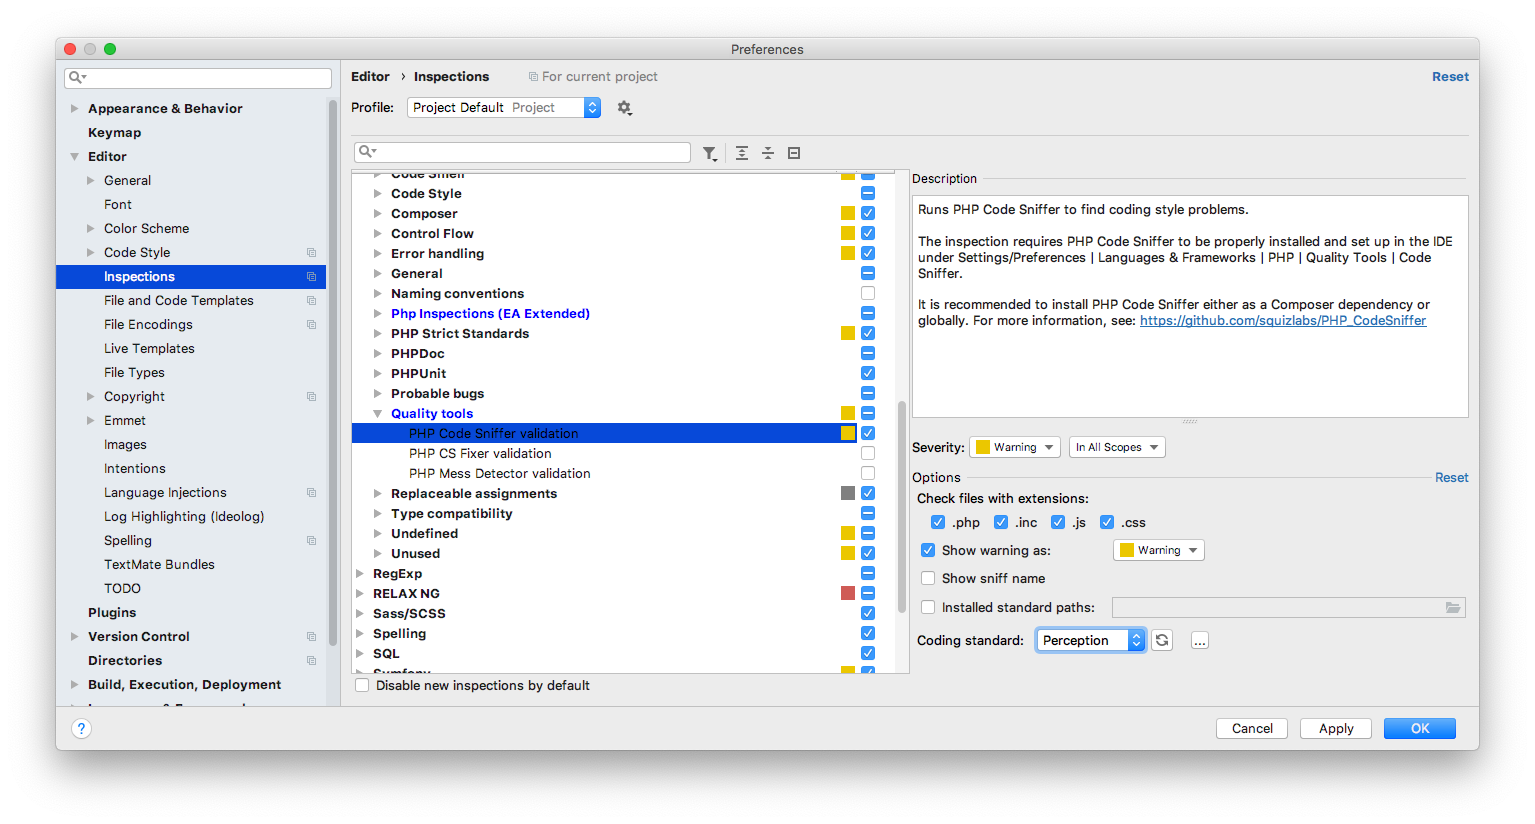 Preferences
Appearance & Behavior
Keymap
Editor
General
Font
Color Scheme
Code Style
Inspections
File and Code Templates
File Encodings
Live Templates
File Types
Copyright
Emmet
Images
Intentions
Language Injections
Log Highlighting (Ideolog)
Spelling
TextMate Bundles
TODO
Plugins
Version Control
Directories
Build, Execution, Deployment
Editor › Inspections For current project
Reset
Profile: Project Default Project
Code Smell
Code Style
Composer
Control Flow
Error handling
General
Naming conventions
Php Inspections (EA Extended)
PHP Strict Standards
PHPDoc
PHPUnit
Probable bugs
Quality tools
PHP Code Sniffer validation
PHP CS Fixer validation
PHP Mess Detector validation
Replaceable assignments
Type compatibility
Undefined
Unused
RegExp
RELAX NG
Sass/SCSS
Spelling
SQL
Symfony
Disable new inspections by default
Description
Runs PHP Code Sniffer to find coding style problems.
The inspection requires PHP Code Sniffer to be properly installed and set up in the IDE
under Settings/Preferences | Languages & Frameworks | PHP | Quality Tools | Code
Sniffer.
It is recommended to install PHP Code Sniffer either as a Composer dependency or
globally. For more information, see: https://github.com/squizlabs/PHP_CodeSniffer
Severity: Warning In All Scopes
Options Reset
Check files with extensions:
.php .inc .js .css
Show warning as: Warning
Show sniff name
Installed standard paths:
Coding standard: Perception ...
? Cancel Apply OK